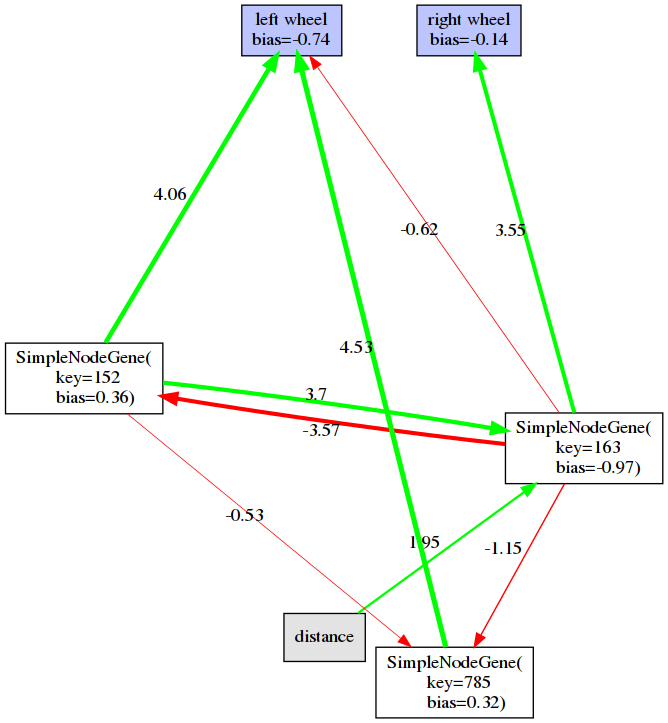 left wheel
bias=-0.74
right wheel
bias=-0.14
4.06
-0.62
3.55
4.53
SimpleNodeGene(
key=152
bias=0.36)
3.7
-3.57
SimpleNodeGene(
key=163
bias=-0.97)
-0.53
1.95
-1.15
distance
SimpleNodeGene(
key=785
bias=0.32)